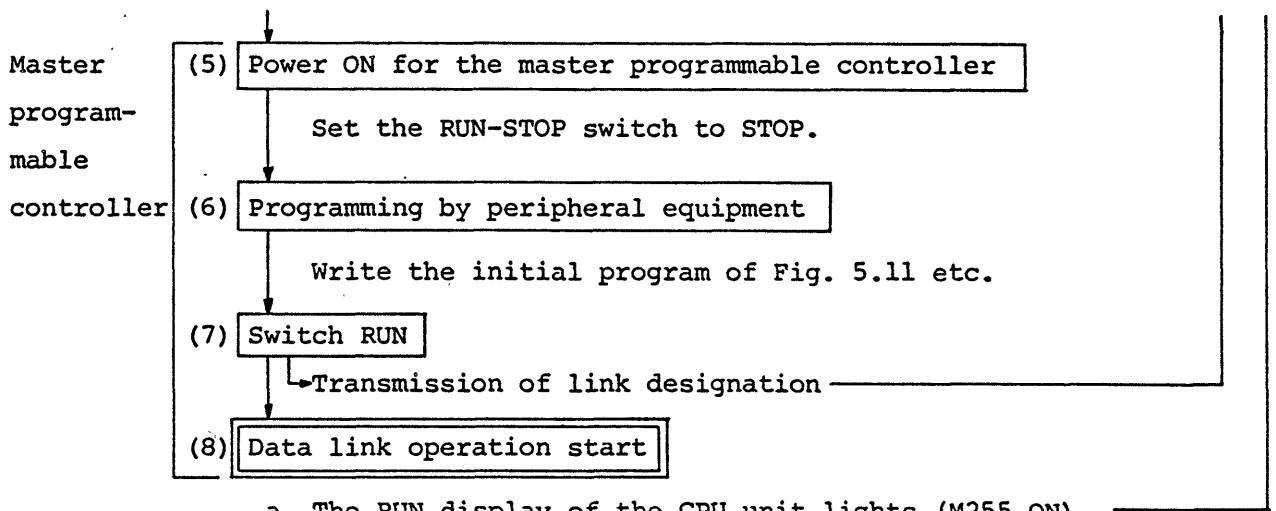 Master
program-
mable
controller
(5) Power ON for the master programmable controller
Set the RUN-STOP switch to STOP.
(6) Programming by peripheral equipment
Write the initial program of Fig. 5.11 etc.
(7) Switch RUN
Transmission of link designation
(8) Data link operation start
a. The RUN display of the CPU unit lights (M255 ON)